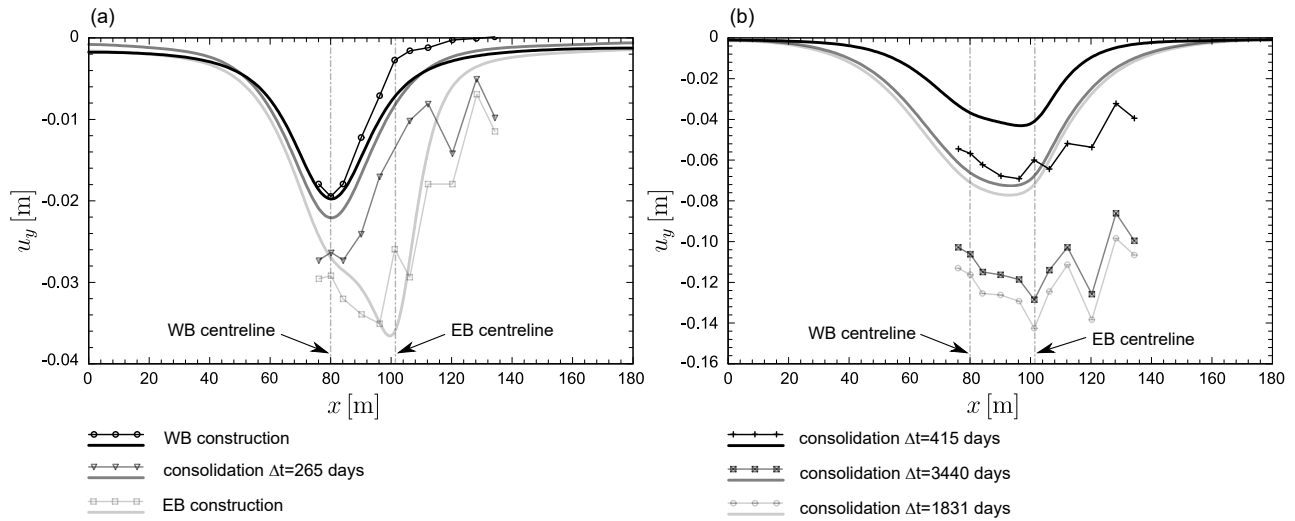 (a)
0
-0.01
-0.02
-0.03
-0.04
u_y [m]
WB centreline
EB centreline
0 20 40 60 80 100 120 140 160 180
x [m]
WB construction
consolidation Δt=265 days
EB construction
(b)
0
-0.02
-0.04
-0.06
-0.08
-0.10
-0.12
-0.14
-0.16
u_y [m]
WB centreline
EB centreline
0 20 40 60 80 100 120 140 160 180
x [m]
consolidation Δt=415 days
consolidation Δt=3440 days
consolidation Δt=1831 days